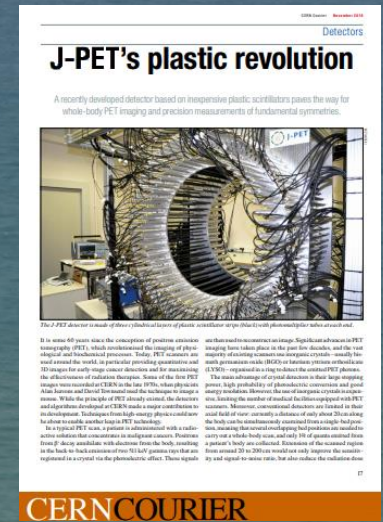 CERN Courier November 2018
Detectors
J-PET's plastic revolution
A recently developed detector based on inexpensive plastic scintillators paves the way for
whole-body PET imaging and precision measurements of fundamental symmetries.
J-PET
The J-PET detector is made of three cylindrical layers of plastic scintillator strips (black) with photomultiplier tubes at each end.
It is some 60 years since the conception of positron emission
tomography (PET), which revolutionised the imaging of physi-
ological and biochemical processes. Today, PET scanners are
used around the world, in particular providing quantitative and
3D images for early-stage cancer detection and for maximising
the effectiveness of radiation therapies. Some of the first PET
images were recorded at CERN in the late 1970s, when physicists
Alan Jeavons and David Townsend used the technique to image a
mouse. While the principle of PET already existed, the detectors
and algorithms developed at CERN made a major contribution to
its development. Techniques from high-energy physics could now
be about to enable another leap in PET technology.
In a typical PET scan, a patient is administered with a radio-
active solution that concentrates in malignant cancers. Positrons
from β+ decay annihilate with electrons from the body, resulting
in the back-to-back emission of two 511 keV gamma rays that are
registered in a crystal via the photoelectric effect. These signals
are then used to reconstruct an image. Significant advances in PET
imaging have taken place in the past few decades, and the vast
majority of existing scanners use inorganic crystals – usually bis-
muth germanium oxide (BGO) or lutetium yttrium orthosilicate
(LYSO) – organised in a ring to detect the emitted PET photons.
The main advantage of crystal detectors is their large stopping
power, high probability of photoelectric conversion and good
energy resolution. However, the use of inorganic crystals is expen-
sive, limiting the number of medical facilities equipped with PET
scanners. Moreover, conventional detectors are limited in their
axial field of view: currently a distance of only about 20 cm along
the body can be simultaneously examined from a single-bed posi-
tion, meaning that several overlapping bed positions are needed to
carry out a whole-body scan, and only 1% of quanta emitted from
a patient's body are collected. Extension of the scanned region
from around 20 to 200 cm would not only improve the sensitiv-
ity and signal-to-noise ratio, but also reduce the radiation dose
17
CERNCOURIER